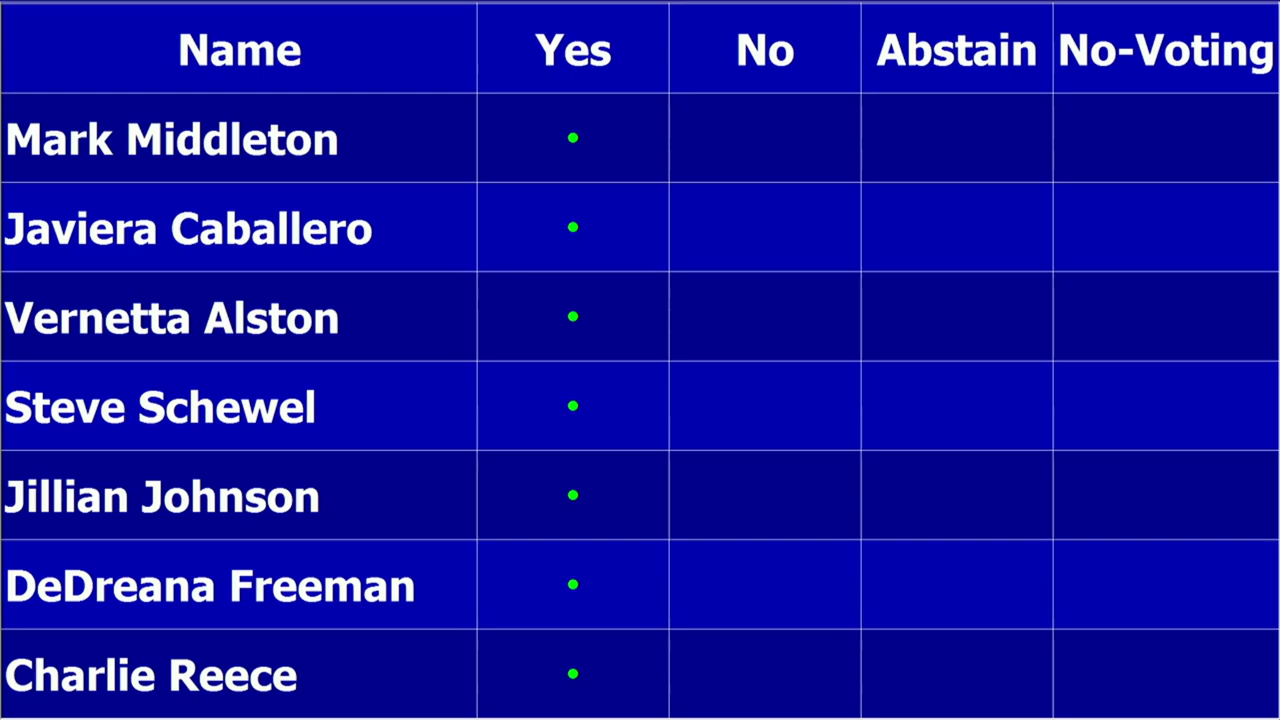 Name Yes No Abstain No-Voting
Mark Middleton
Javiera Caballero
Vernetta Alston
Steve Schewel
Jillian Johnson
DeDreana Freeman
Charlie Reece